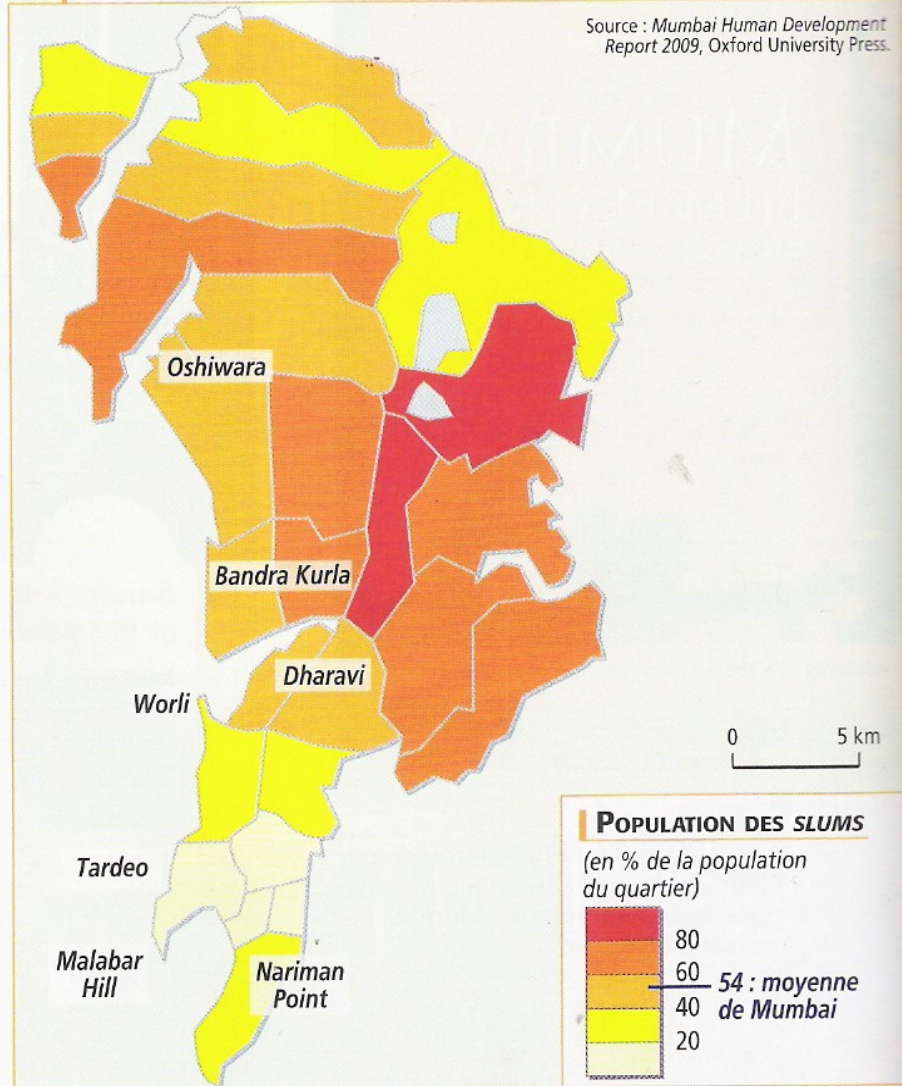 Source : Mumbai Human Development
Report 2009, Oxford University Press.
Oshiwara
Bandra Kurla
Dharavi
Worli
0 5 km
Tardeo
Malabar
Hill
Nariman
Point
POPULATION DES SLUMS
(en % de la population
du quartier)
80
60
54 : moyenne
de Mumbai
40
20